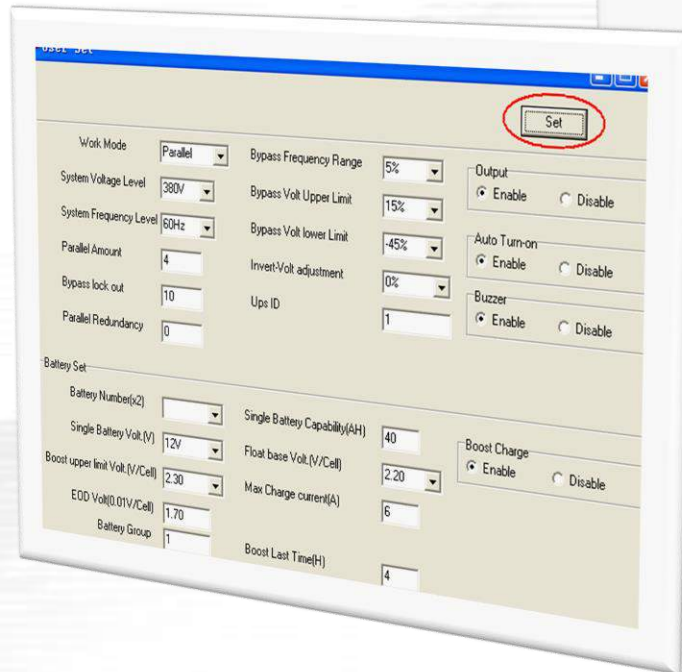 User Set
Set
Work Mode Parallel
System Voltage Level 380V
System Frequency Level 60Hz
Parallel Amount 4
Bypass lock out 10
Parallel Redundancy 0
Bypass Frequency Range 5%
Bypass Volt Upper Limit 15%
Bypass Volt lower Limit -45%
Invert-Volt adjustment 0%
Ups ID 1
Output
Enable Disable
Auto Turn-on
Enable Disable
Buzzer
Enable Disable
Battery Set
Battery Number(x2)
Single Battery Volt.(V) 12V
Boost upper limit Volt.(V/Cell) 2.30
EOD Volt(0.01V/Cell) 1.70
Battery Group 1
Single Battery Capability(AH) 40
Float base Volt.(V/Cell) 2.20
Max Charge current(A) 6
Boost Last Time(H) 4
Boost Charge
Enable Disable